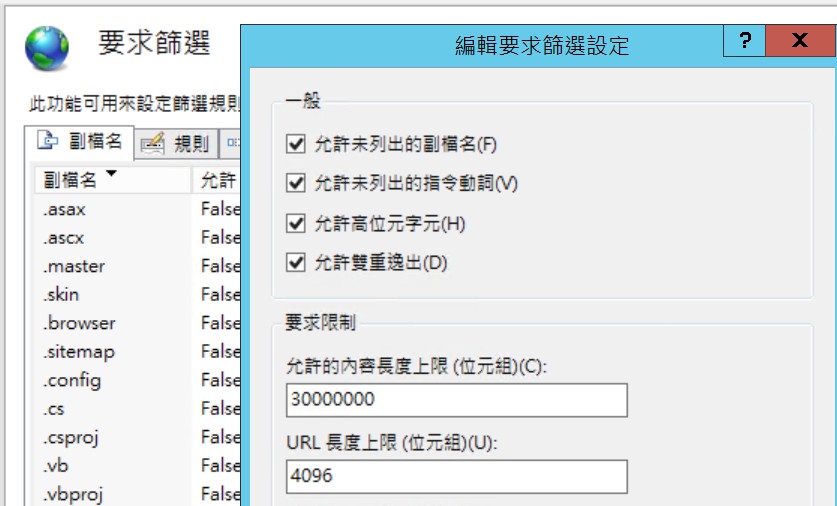 要求篩選
編輯要求篩選設定
?
X
此功能可用來設定篩選規則
副檔名
規則
副檔名
允許
.asax False
.ascx False
.master False
.skin False
.browser False
.sitemap False
.config False
.cs False
.csproj False
.vb False
.vbproj False
一般
允許未列出的副檔名(F)
允許未列出的指令動詞(V)
允許高位元字元(H)
允許雙重逸出(D)
要求限制
允許的內容長度上限 (位元組)(C):
30000000
URL 長度上限 (位元組)(U):
4096